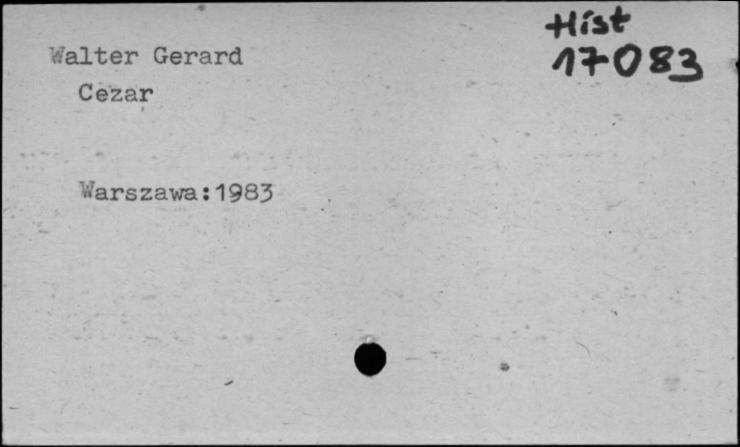 Hist
17083
Walter Gerard
Cezar
Warszawa:1983